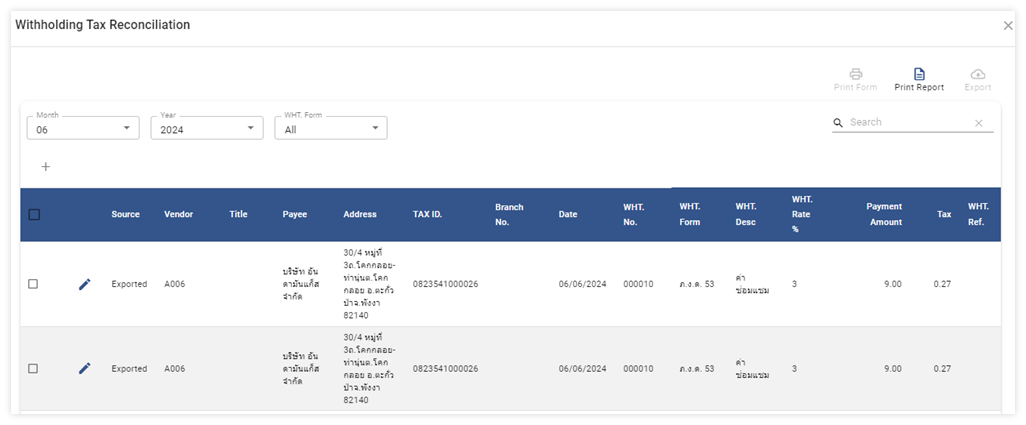 Withholding Tax Reconciliation
Print Form
Print Report
Export
Month
06
Year
2024
WHT. Form
All
Search
Source
Vendor
Title
Payee
Address
TAX ID.
Branch
No.
Date
WHT.
No.
WHT.
Form
WHT.
Desc
WHT.
Rate
%
Payment
Amount
Tax
WHT.
Ref.
Exported
A006
บริษัท อัน
ดามันแก็ส
จำกัด
30/4 หมู่ที่
3ถ.โคกกลอย-
ท่านุ่นต.โคก
กลอย อ.ตะกั่ว
ป่าจ.พังงา
82140
0823541000026
06/06/2024
000010
ภ.ง.ด. 53
ค่า
ซ่อมแซม
3
9.00
0.27
Exported
A006
บริษัท อัน
ดามันแก็ส
จำกัด
30/4 หมู่ที่
3ถ.โคกกลอย-
ท่านุ่นต.โคก
กลอย อ.ตะกั่ว
ป่าจ.พังงา
82140
0823541000026
06/06/2024
000010
ภ.ง.ด. 53
ค่า
ซ่อมแซม
3
9.00
0.27